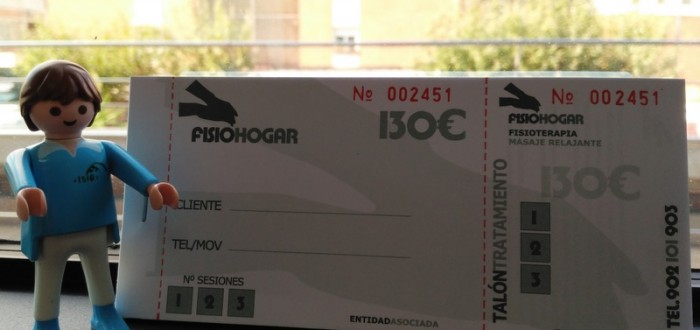 Nº 002451
FISIOHOGAR
130€
CLIENTE
TEL/MOV
Nº SESIONES
1 2 3
ENTIDADASOCIADA
TALÓNTRATAMIENTO
Nº 002451
FISIOHOGAR
FISIOTERAPIA
MASAJE RELAJANTE
130€
1
2
3
TEL.902 101 903